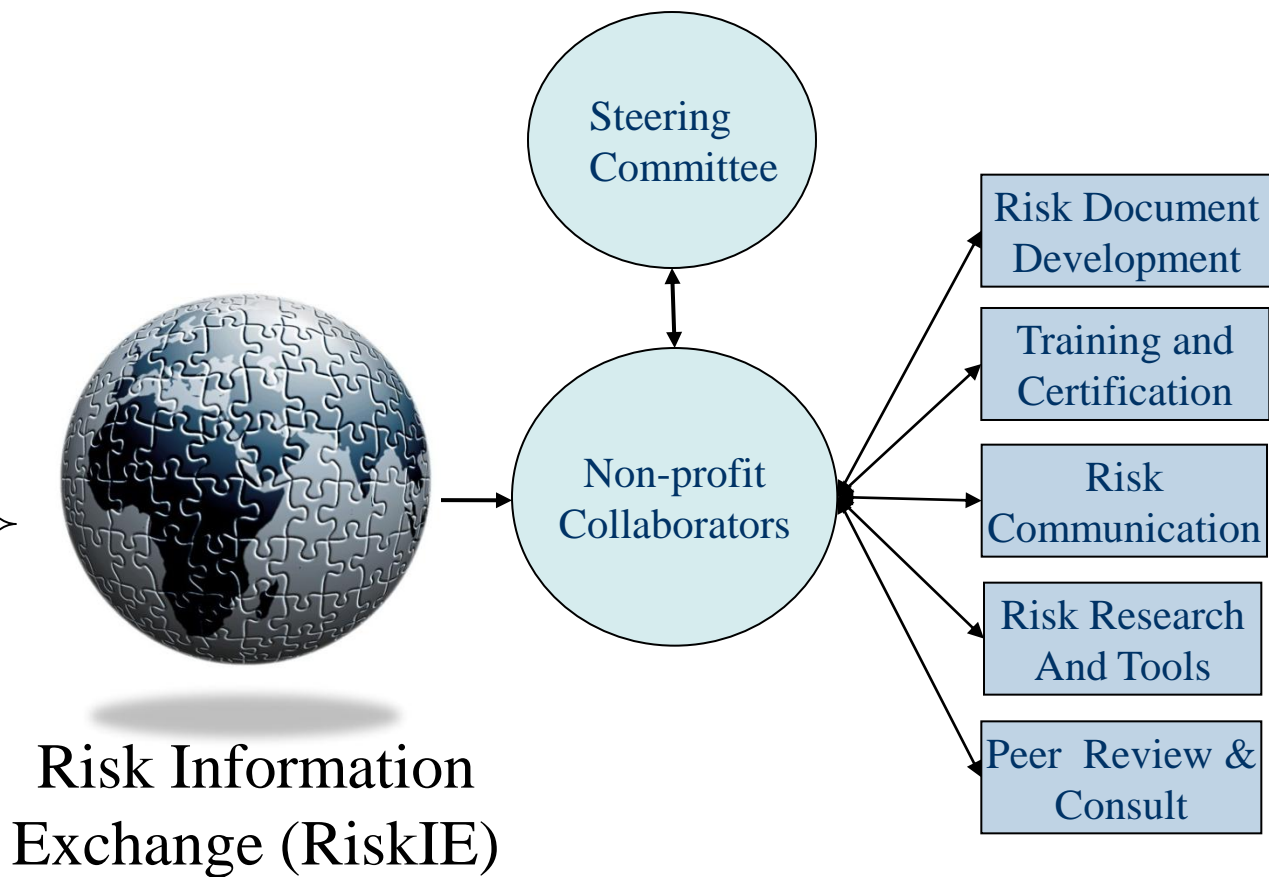 Steering
Committee
Non-profit
Collaborators
Risk Document
Development
Training and
Certification
Risk
Communication
Risk Research
And Tools
Peer Review &
Consult
Risk Information
Exchange (RiskIE)